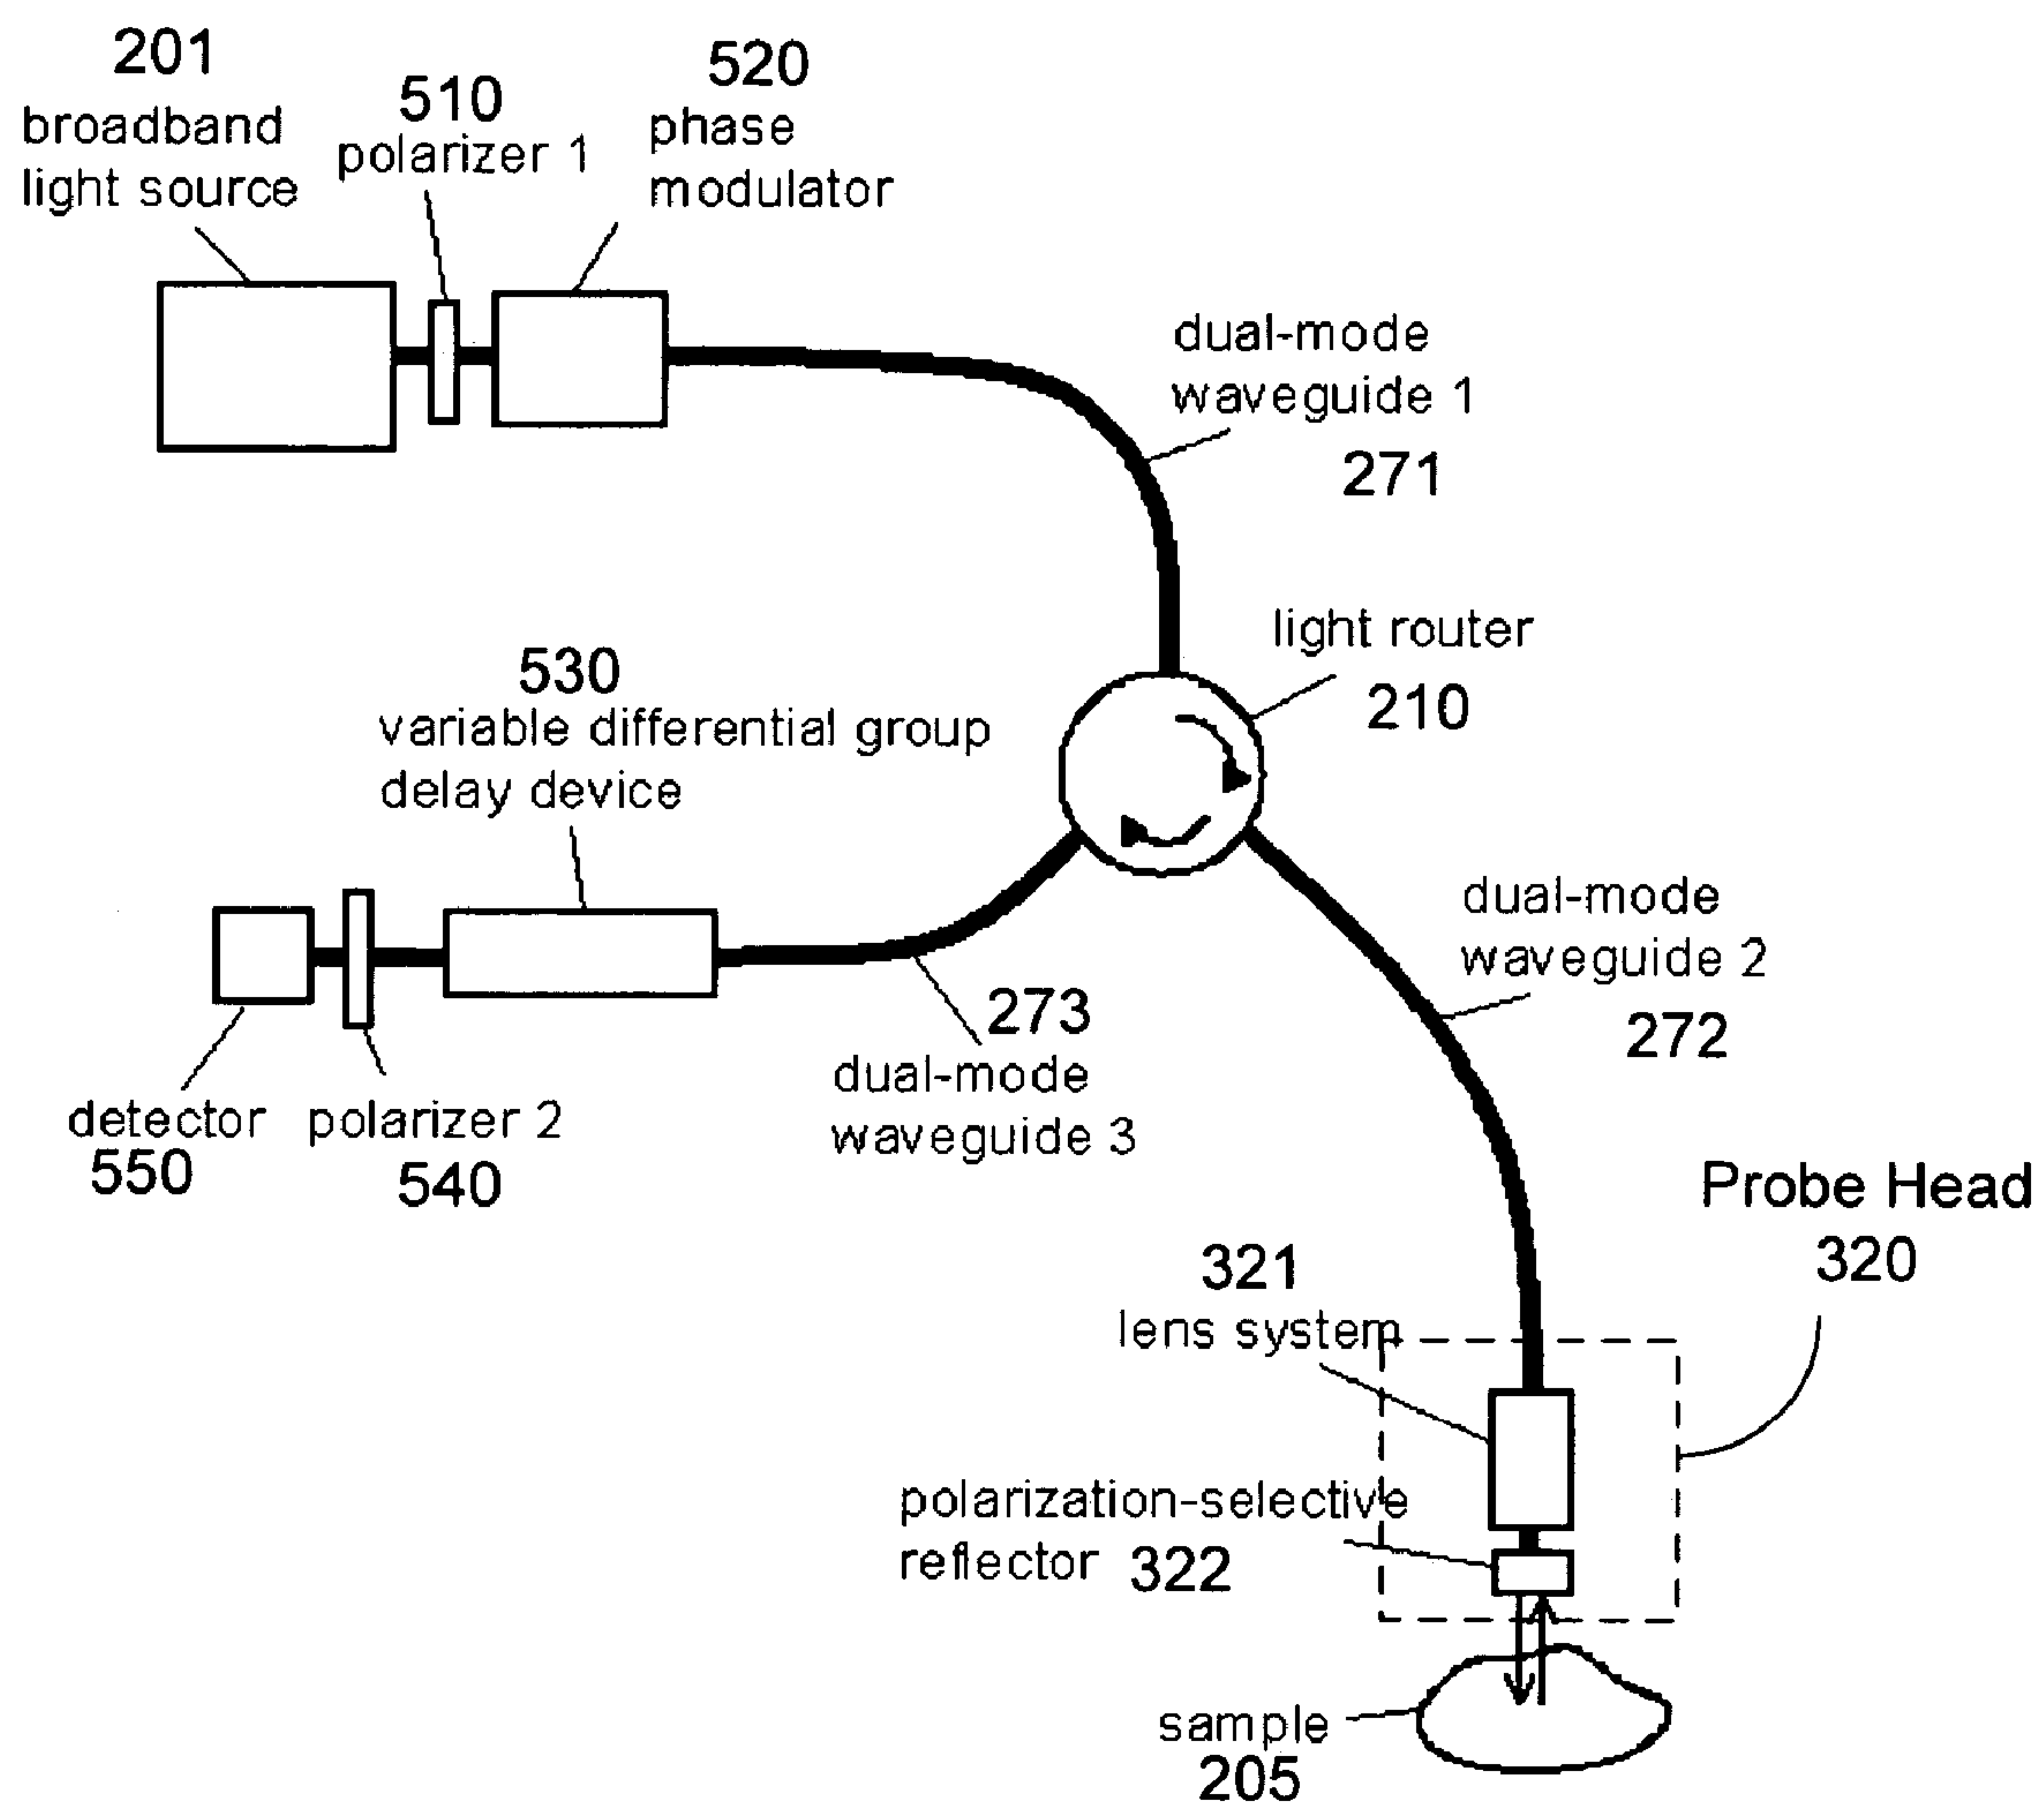 201
broadband
light source
510
polarizer 1
520
phase
modulator
dual-mode
waveguide 1
271
light router
210
530
variable differential group
delay device
dual-mode
waveguide 2
272
273
dual-mode
waveguide 3
detector
550
polarizer 2
540
Probe Head
320
321
lens system
polarization-selective
reflector 322
sample
205